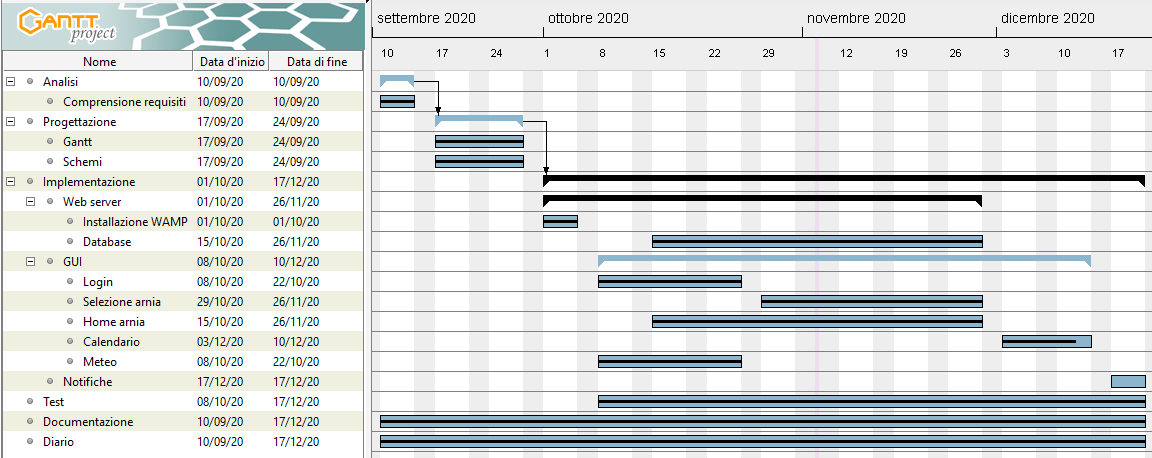 GANTT
project
settembre 2020 ottobre 2020 novembre 2020 dicembre 2020
10 17 24 1 8 15 22 29 12 19 26 3 10 17
Nome Data d'inizio Data di fine
Analisi 10/09/20 10/09/20
Comprensione requisiti 10/09/20 10/09/20
Progettazione 17/09/20 24/09/20
Gantt 17/09/20 24/09/20
Schemi 17/09/20 24/09/20
Implementazione 01/10/20 17/12/20
Web server 01/10/20 26/11/20
Installazione WAMP 01/10/20 01/10/20
Database 15/10/20 26/11/20
GUI 08/10/20 10/12/20
Login 08/10/20 22/10/20
Selezione arnia 29/10/20 26/11/20
Home arnia 15/10/20 26/11/20
Calendario 03/12/20 10/12/20
Meteo 08/10/20 22/10/20
Notifiche 17/12/20 17/12/20
Test 08/10/20 17/12/20
Documentazione 10/09/20 17/12/20
Diario 10/09/20 17/12/20